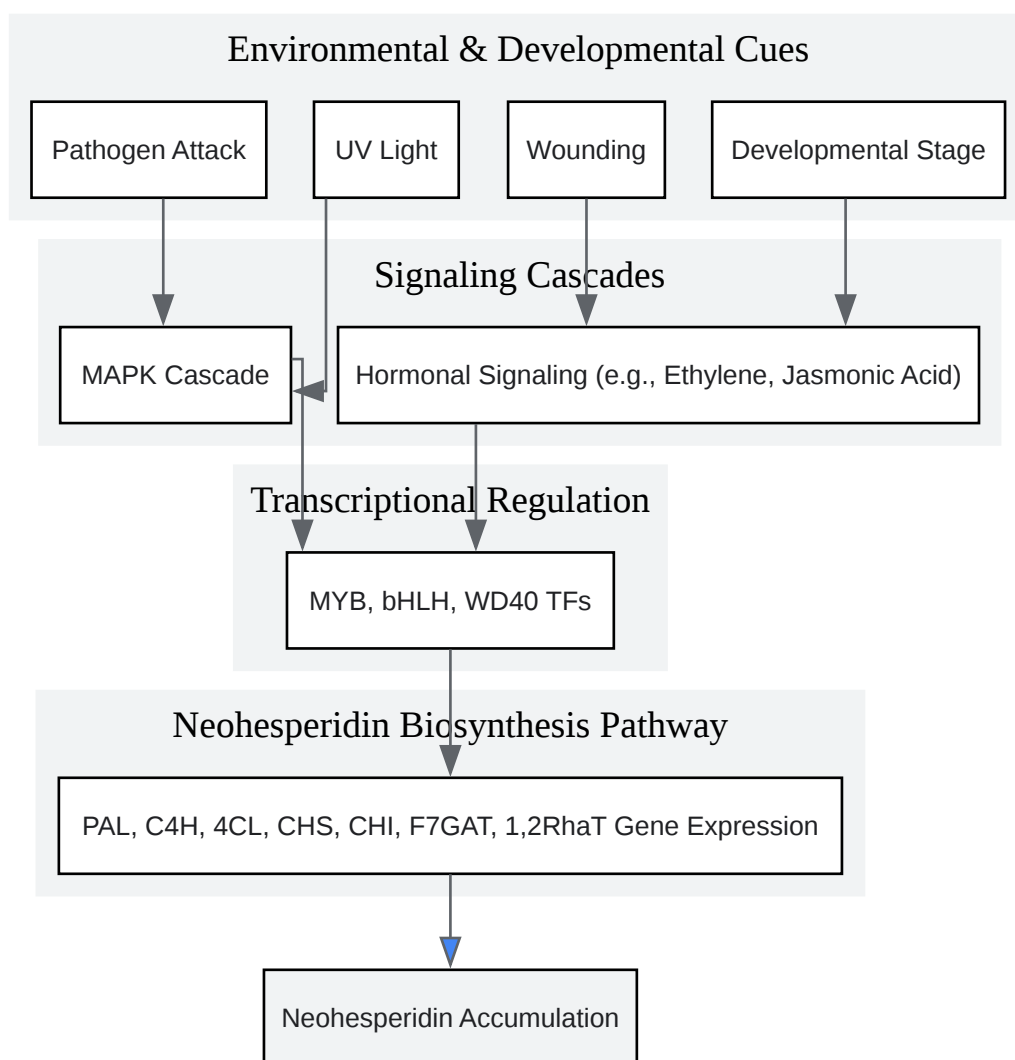 Environmental & Developmental Cues
Pathogen Attack
UV Light
Wounding
Developmental Stage
Signaling Cascades
MAPK Cascade
Hormonal Signaling (e.g., Ethylene, Jasmonic Acid)
Transcriptional Regulation
MYB, bHLH, WD40 TFs
Neohesperidin Biosynthesis Pathway
PAL, C4H, 4CL, CHS, CHI, F7GAT, 1,2RhaT Gene Expression
Neohesperidin Accumulation